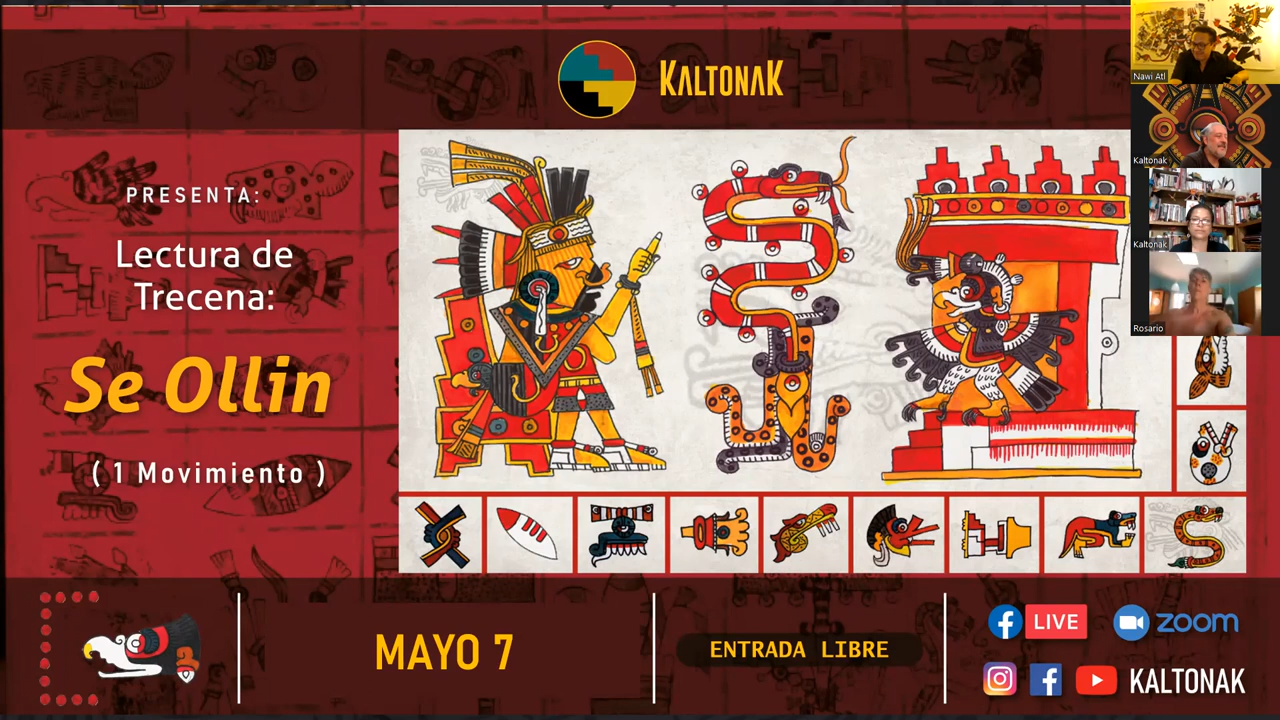 KALTONAK
PRESENTA:
Lectura de
Trecena:
Se Ollin
( 1 Movimiento )
Nawi Atl
Kaltonak
Kaltonak
Rosario
MAYO 7
ENTRADA LIBRE
LIVE
zoom
KALTONAK